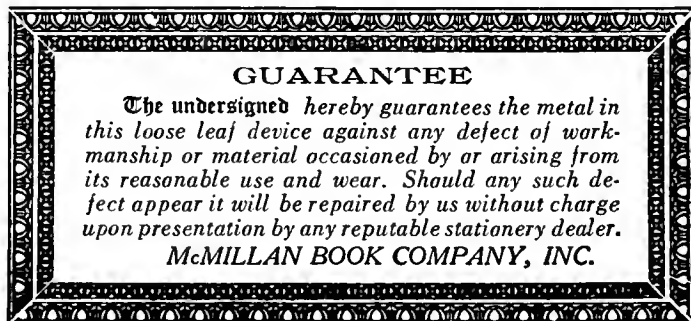 GUARANTEE
The undersigned hereby guarantees the metal in
this loose leaf device against any defect of work-
manship or material occasioned by or arising from
its reasonable use and wear. Should any such de-
fect appear it will be repaired by us without charge
upon presentation by any reputable stationery dealer.
McMILLAN BOOK COMPANY, INC.